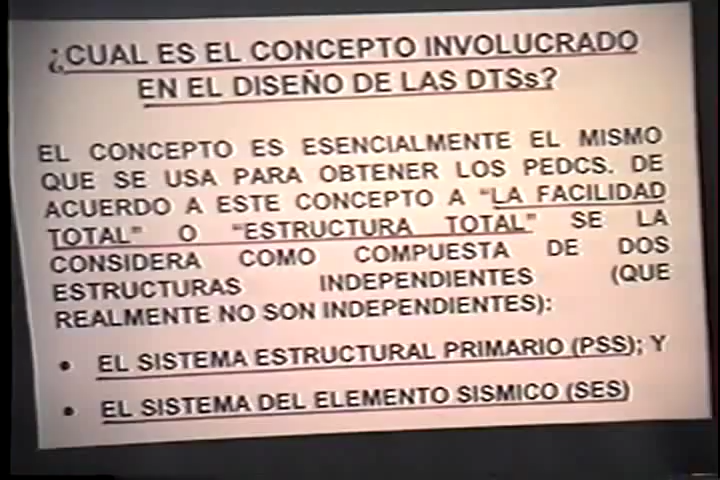 ¿CUAL ES EL CONCEPTO INVOLUCRADO
EN EL DISEÑO DE LAS DTSs?
EL CONCEPTO ES ESENCIALMENTE EL MISMO
QUE SE USA PARA OBTENER LOS PEDCS. DE
ACUERDO A ESTE CONCEPTO A "LA FACILIDAD
TOTAL" O "ESTRUCTURA TOTAL" SE LA
CONSIDERA COMO COMPUESTA DE DOS
ESTRUCTURAS INDEPENDIENTES (QUE
REALMENTE NO SON INDEPENDIENTES):
• EL SISTEMA ESTRUCTURAL PRIMARIO (PSS); Y
• EL SISTEMA DEL ELEMENTO SISMICO (SES)